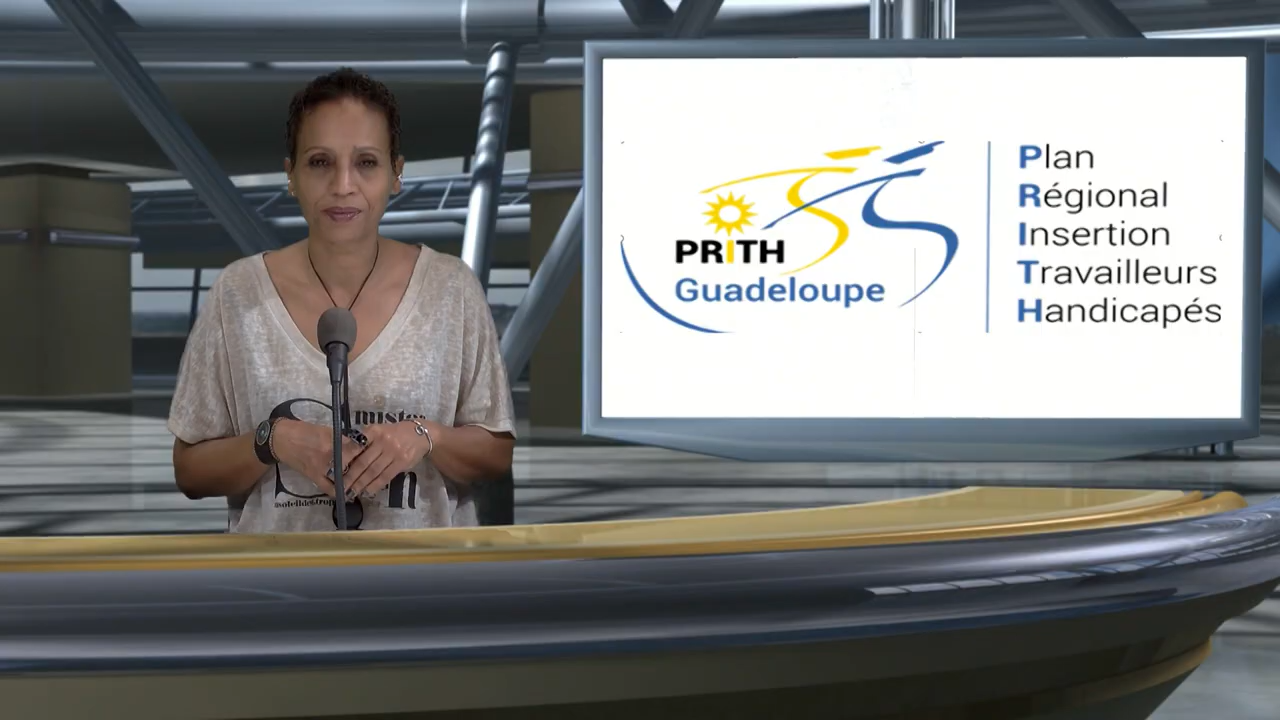 PRITH
Guadeloupe
Plan
Régional
Insertion
Travailleurs
Handicapés